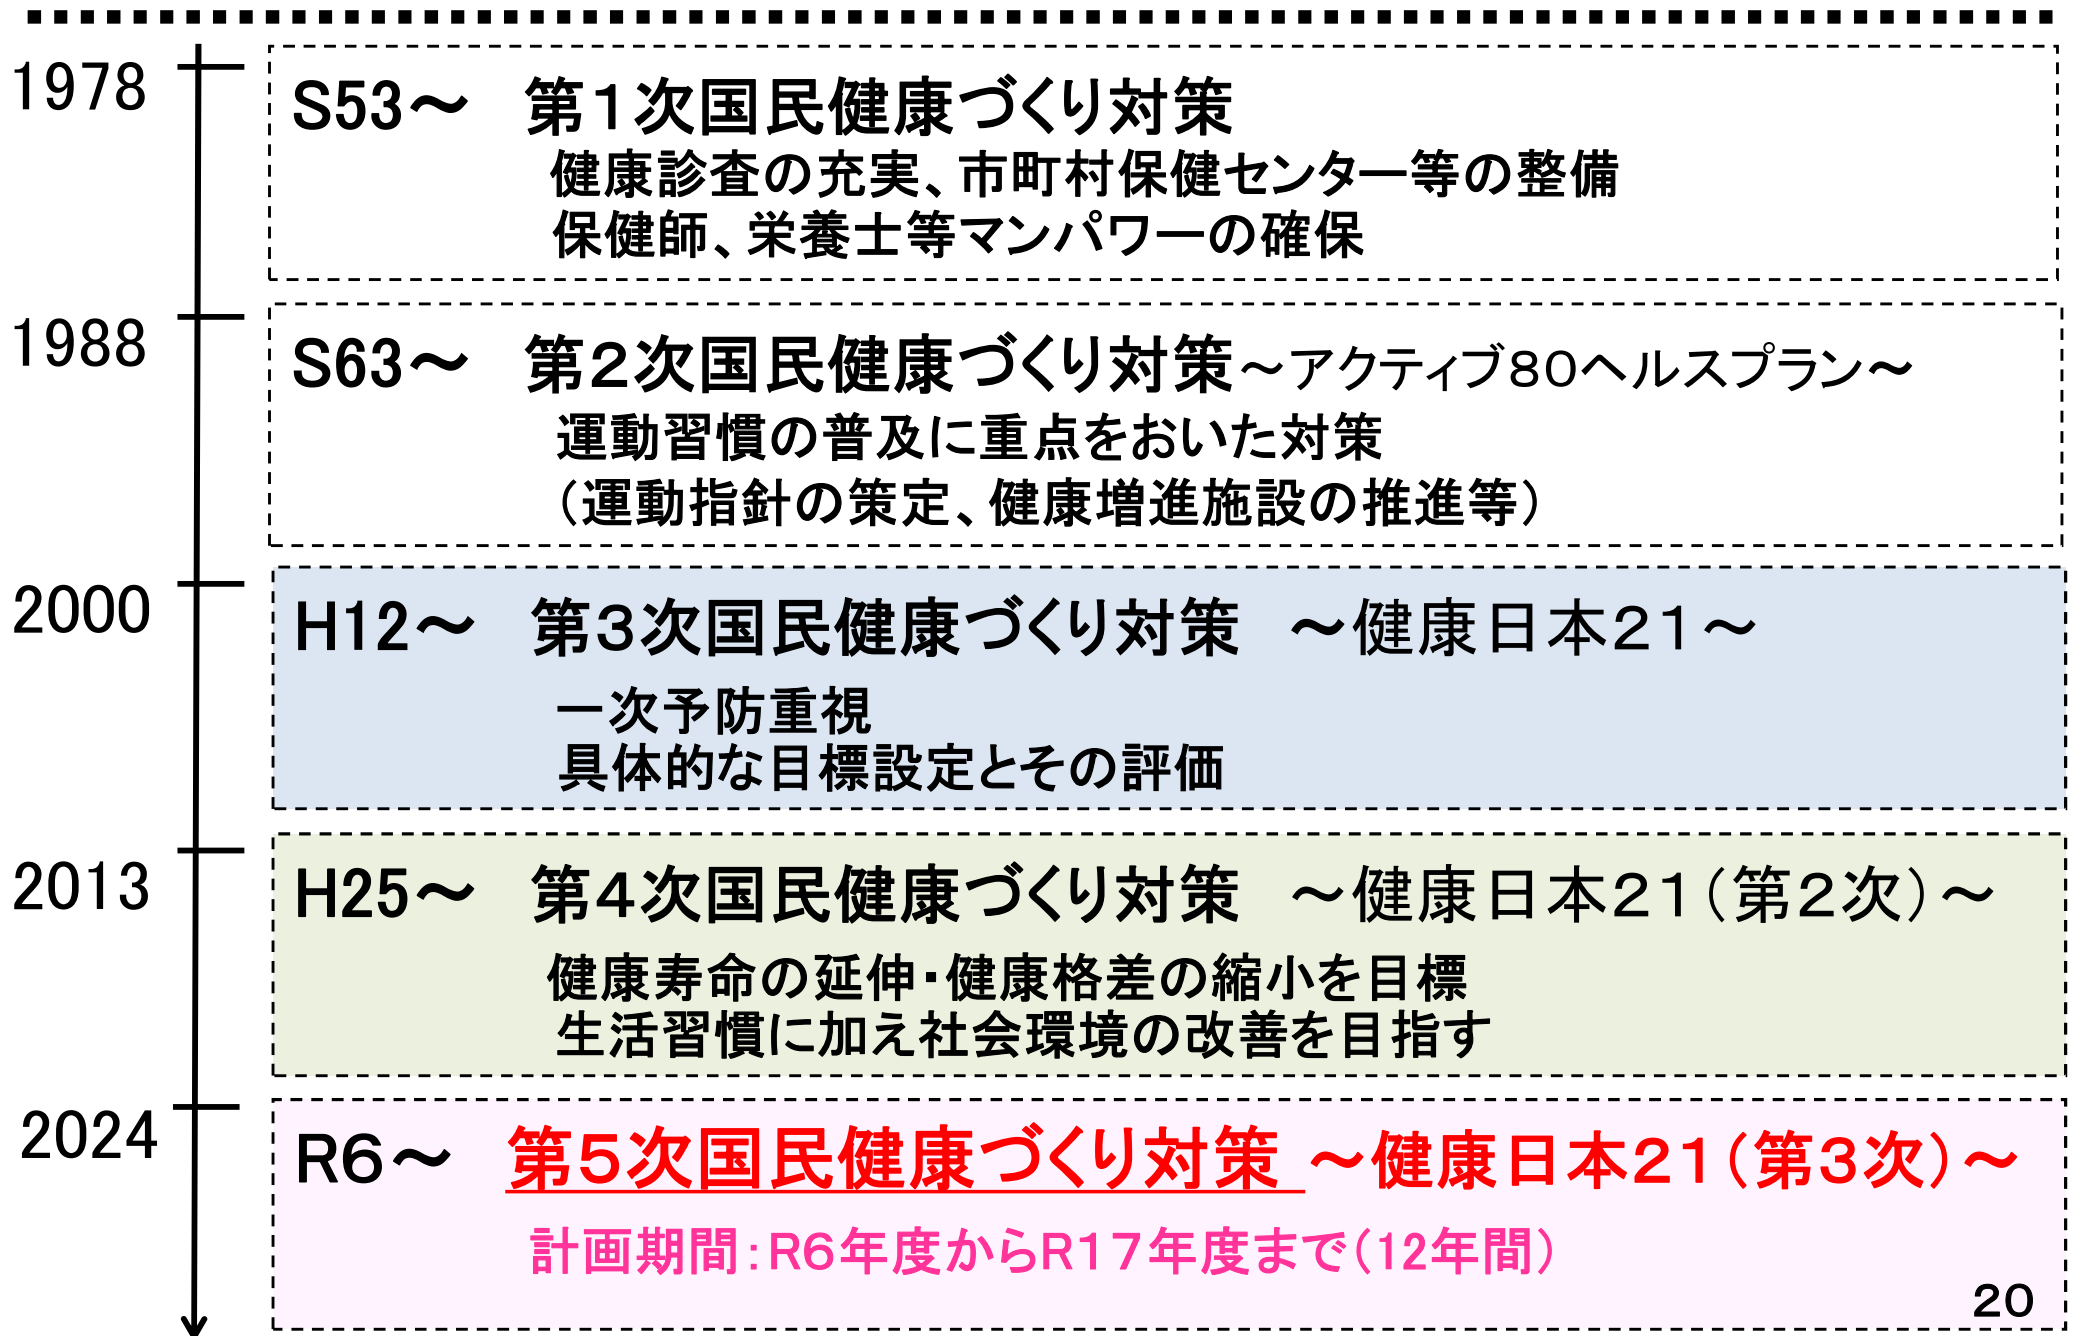 1978
S53～　第１次国民健康づくり対策
健康診査の充実、市町村保健センター等の整備
保健師、栄養士等マンパワーの確保
1988
S63～　第２次国民健康づくり対策～アクティブ８０ヘルスプラン～
運動習慣の普及に重点をおいた対策
（運動指針の策定、健康増進施設の推進等）
2000
H12～　第３次国民健康づくり対策　～健康日本２１～
一次予防重視
具体的な目標設定とその評価
2013
H25～　第４次国民健康づくり対策　～健康日本２１（第２次）～
健康寿命の延伸・健康格差の縮小を目標
生活習慣に加え社会環境の改善を目指す
2024
R6～　第５次国民健康づくり対策 ～健康日本２１（第３次）～
計画期間：R６年度からR１７年度まで（12年間）
20